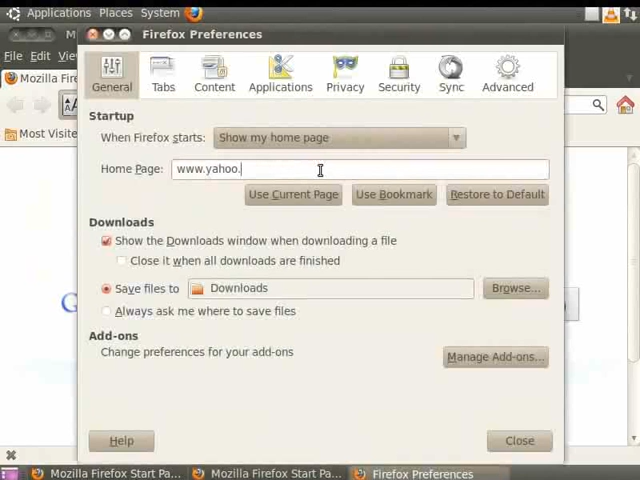 Applications Places System
Firefox Preferences
File Edit
Mozilla
General Tabs Content Applications Privacy Security Sync Advanced
Most Visite
Startup
When Firefox starts: Show my home page
Home Page: www.yahoo.
Use Current Page Use Bookmark Restore to Default
Downloads
Show the Downloads window when downloading a file
Close it when all downloads are finished
Save files to Downloads Browse...
Always ask me where to save files
Add-ons
Change preferences for your add-ons Manage Add-ons...
Help Close
Mozilla Firefox Start Pa... Mozilla Firefox Start Pa... Firefox Preferences